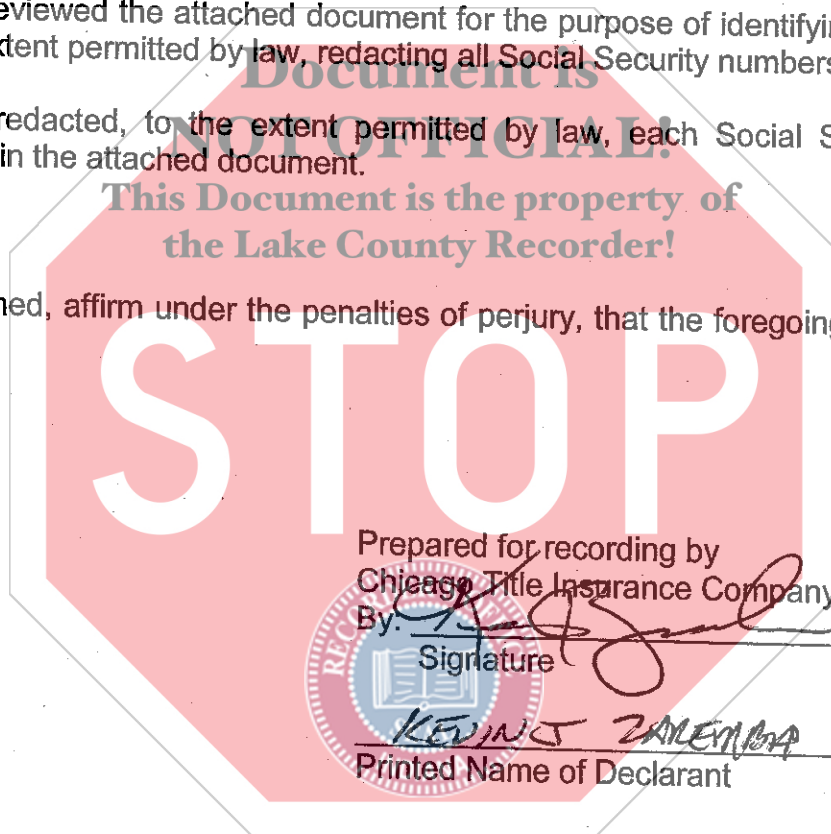 eviewed the attached document for the purpose of identifyin
xtent permitted by law, redacting all Social Security numbers
Document is
redacted, to the extent permitted by law, each Social S
NOT OFFICIAL!
in the attached document.
This Document is the property of
the Lake County Recorder!
ned, affirm under the penalties of perjury, that the foregoing
STOP
Prepared for recording by
Chicago Title Insurance Company
By:
Signature
KEVIN J ZAREMBA
Printed Name of Declarant